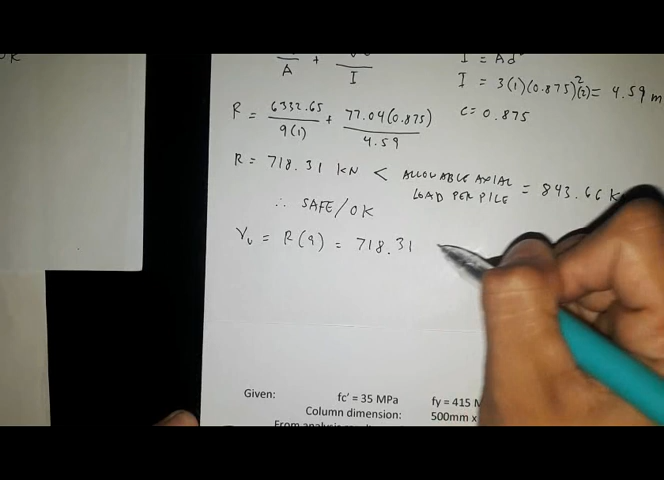 OK
A + I
I = Ad²
I = 3(1)(0.875)²(2) = 4.59 m
R = 6332.65 / 9(1) + 77.04(0.875) / 4.59
C = 0.875
R = 718.31 KN < ALLOWABLE AXIAL LOAD PER PILE = 843.66 K
∴ SAFE/OK
Vu = R(9) = 718.31
Given: fc' = 35 MPa fy = 415 M
Column dimension: 500mm x
From